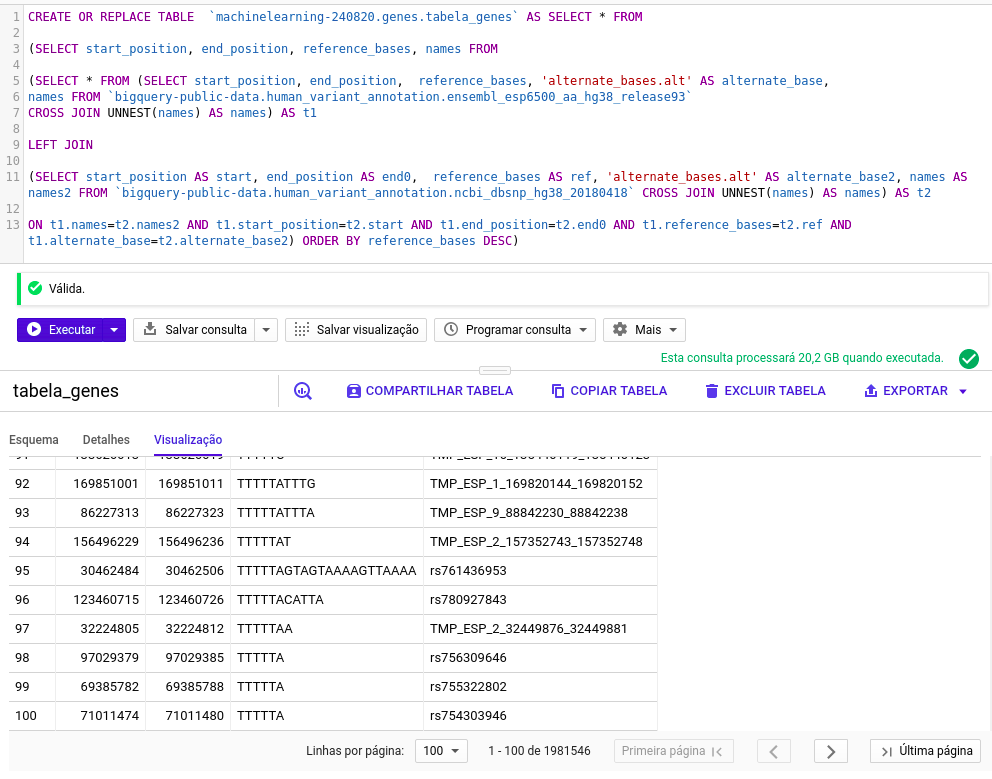 1 CREATE OR REPLACE TABLE `machinelearning-240820.genes.tabela_genes` AS SELECT * FROM
2
3 (SELECT start_position, end_position, reference_bases, names FROM
4
5 (SELECT * FROM (SELECT start_position, end_position, reference_bases, 'alternate_bases.alt' AS alternate_base,
6 names FROM `bigquery-public-data.human_variant_annotation.ensembl_esp6500_aa_hg38_release93`
7 CROSS JOIN UNNEST(names) AS names) AS t1
8
9 LEFT JOIN
10
11 (SELECT start_position AS start, end_position AS end0, reference_bases AS ref, 'alternate_bases.alt' AS alternate_base2, names AS
names2 FROM `bigquery-public-data.human_variant_annotation.ncbi_dbsnp_hg38_20180418` CROSS JOIN UNNEST(names) AS names) AS t2
12
13 ON t1.names=t2.names2 AND t1.start_position=t2.start AND t1.end_position=t2.end0 AND t1.reference_bases=t2.ref AND
t1.alternate_base=t2.alternate_base2) ORDER BY reference_bases DESC)
Válida.
Executar Salvar consulta Salvar visualização Programar consulta Mais
Esta consulta processará 20,2 GB quando executada.
tabela_genes COMPARTILHAR TABELA COPIAR TABELA EXCLUIR TABELA EXPORTAR
Esquema Detalhes Visualização
92 169851001 169851011 TTTTTATTTG TMP_ESP_1_169820144_169820152
93 86227313 86227323 TTTTTATTTA TMP_ESP_9_88842230_88842238
94 156496229 156496236 TTTTTAT TMP_ESP_2_157352743_157352748
95 30462484 30462506 TTTTTAGTAGTAAAAGTTAAAA rs761436953
96 123460715 123460726 TTTTTACATTA rs780927843
97 32224805 32224812 TTTTTAA TMP_ESP_2_32449876_32449881
98 97029379 97029385 TTTTTA rs756309646
99 69385782 69385788 TTTTTA rs755322802
100 71011474 71011480 TTTTTA rs754303946
Linhas por página: 100 1 - 100 de 1981546 Primeira página Última página